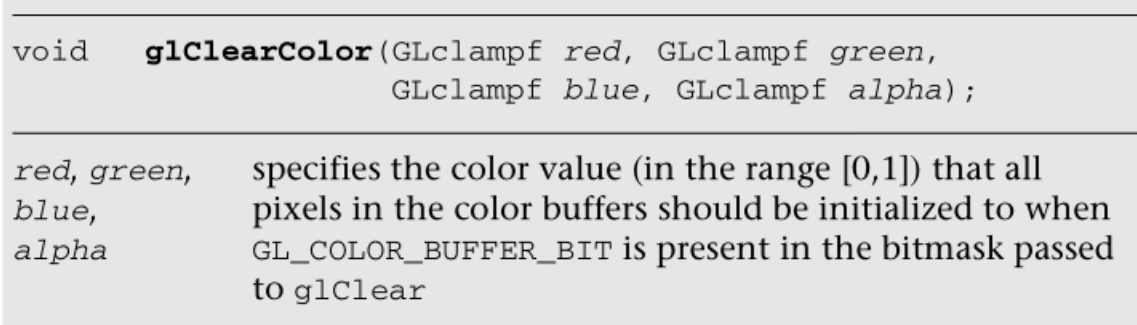 void glClearColor(GLclampf red, GLclampf green,
GLclampf blue, GLclampf alpha);
red, green, specifies the color value (in the range [0,1]) that all
blue, pixels in the color buffers should be initialized to when
alpha GL_COLOR_BUFFER_BIT is present in the bitmask passed
to glClear